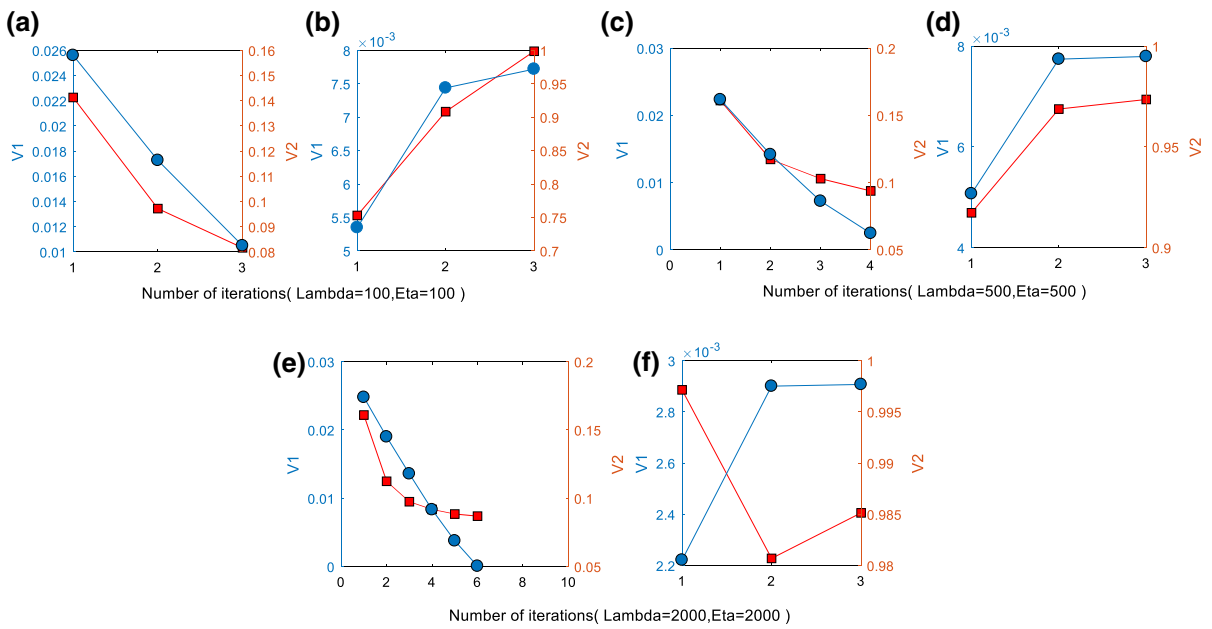 (a)
0.026
0.024
0.022
0.02
0.018
0.016
0.014
0.012
0.01
V1
0.16
0.15
0.14
0.13
0.12
0.11
0.1
0.09
0.08
V2
1 2 3
(b)
×10⁻³
8
7.5
7
6.5
6
5.5
5
V1
1
0.95
0.9
0.85
0.8
0.75
0.7
V2
1 2 3
Number of iterations( Lambda=100,Eta=100 )
(c)
0.03
0.02
0.01
0
V1
0.2
0.15
0.1
0.05
V2
0 1 2 3 4
(d)
×10⁻³
8
6
4
V1
1
0.95
0.9
V2
1 2 3
Number of iterations( Lambda=500,Eta=500 )
(e)
0.03
0.02
0.01
0
V1
0.2
0.15
0.1
0.05
V2
0 2 4 6 8 10
(f)
×10⁻³
3
2.8
2.6
2.4
2.2
V1
1
0.995
0.99
0.985
0.98
V2
1 2 3
Number of iterations( Lambda=2000,Eta=2000 )